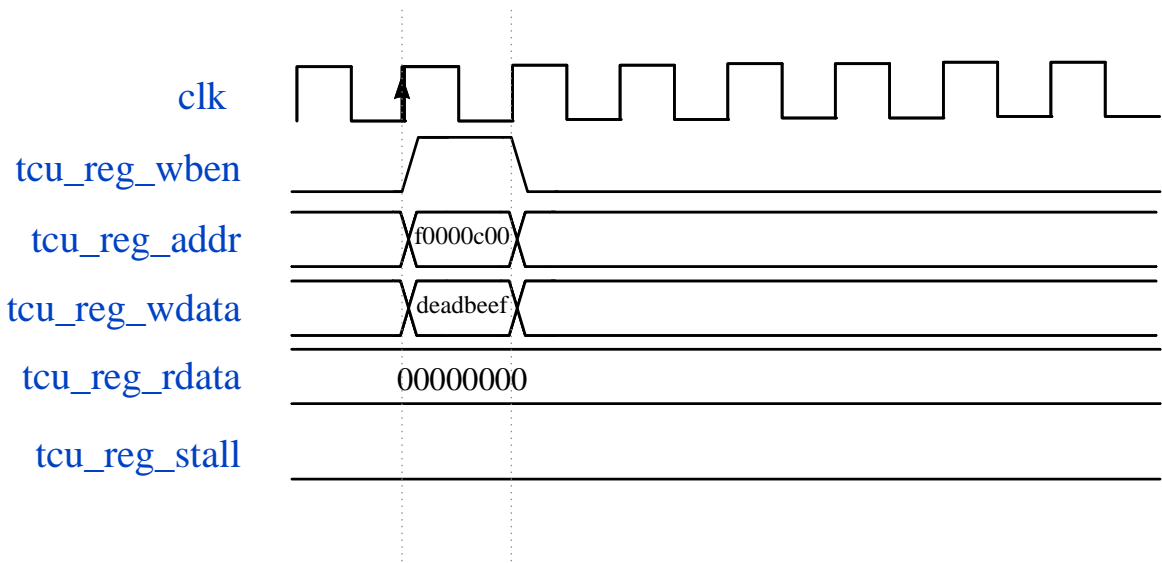 clk
tcu_reg_wben
tcu_reg_addr
f0000c00
tcu_reg_wdata
deadbeef
tcu_reg_rdata
00000000
tcu_reg_stall